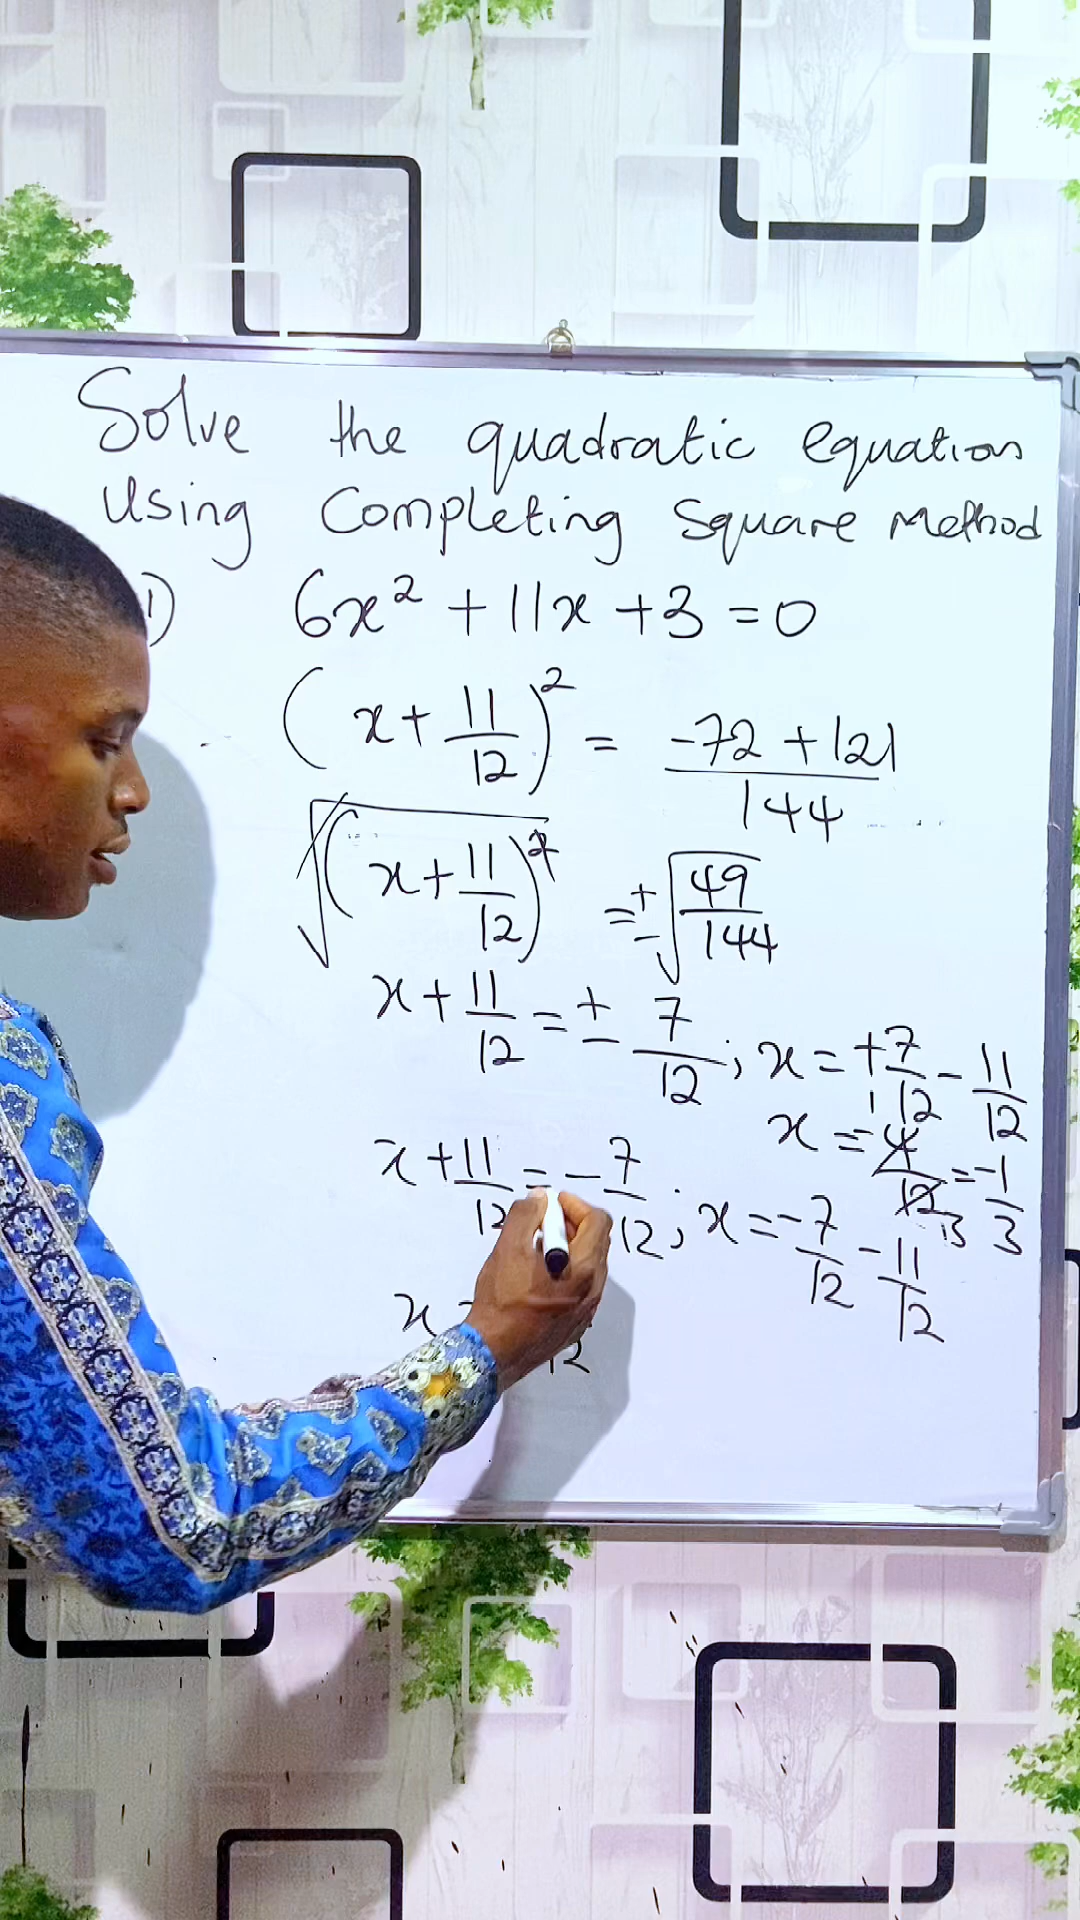 Solve the quadratic equation
Using Completing Square Method
1) 6x² + 11x + 3 = 0
(x + 11/12)² = (-72 + 121)/144
√(x + 11/12)² = ±√(49/144)
x + 11/12 = ± 7/12 ; x = +7/12 - 11/12
x = -4/12 = -1/3
x + 11/12 = -7/12 ; x = -7/12 - 11/12
x
12